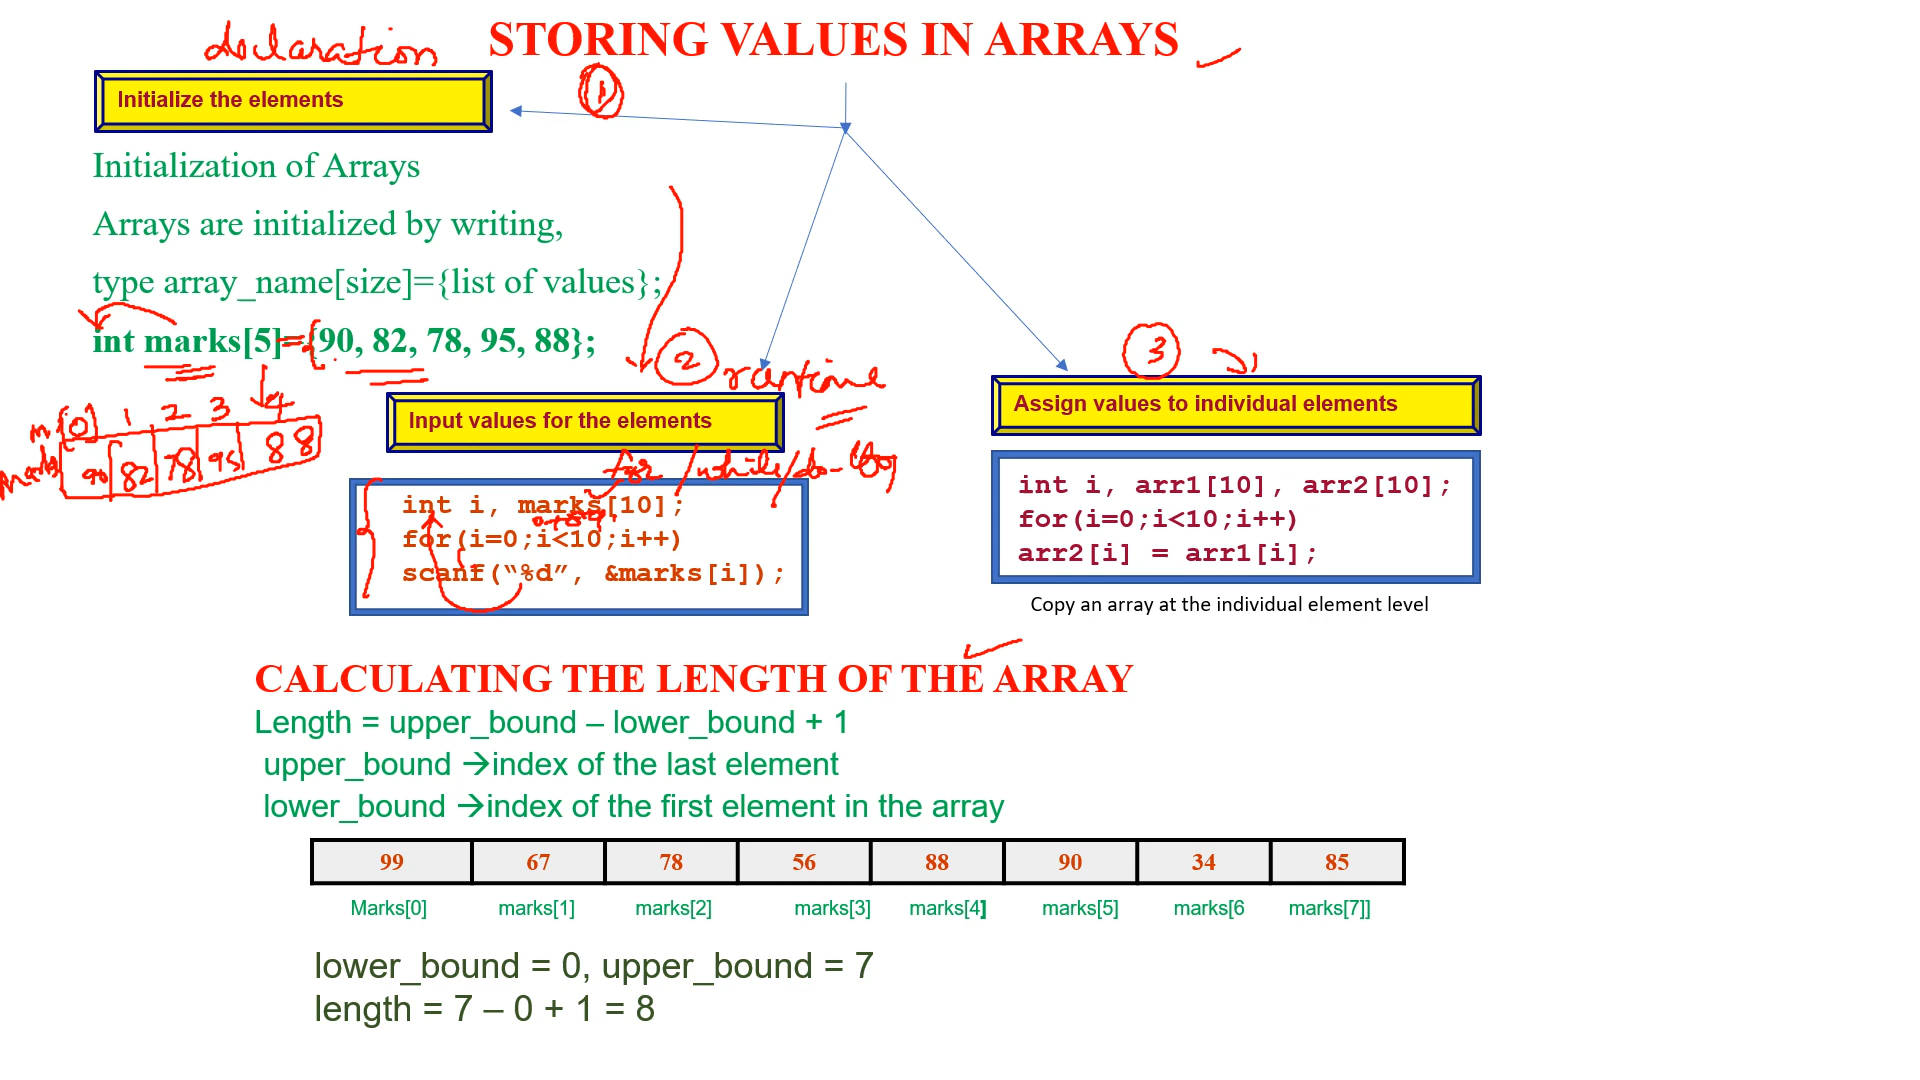 declaration
STORING VALUES IN ARRAYS
1
Initialize the elements
Initialization of Arrays
Arrays are initialized by writing,
type array_name[size]={list of values};
int marks[5]={90, 82, 78, 95, 88};
[0] 1 2 3 4
marks 90 82 78 95 88
2 runtime
Input values for the elements
for /while/do-
int i, marks[10];
for(i=0;i<10;i++)
scanf(“%d”, &marks[i]);
3
Assign values to individual elements
int i, arr1[10], arr2[10];
for(i=0;i<10;i++)
arr2[i] = arr1[i];
Copy an array at the individual element level
CALCULATING THE LENGTH OF THE ARRAY
Length = upper_bound – lower_bound + 1
upper_bound →index of the last element
lower_bound →index of the first element in the array
99 67 78 56 88 90 34 85
Marks[0] marks[1] marks[2] marks[3] marks[4] marks[5] marks[6 marks[7]]
lower_bound = 0, upper_bound = 7
length = 7 – 0 + 1 = 8